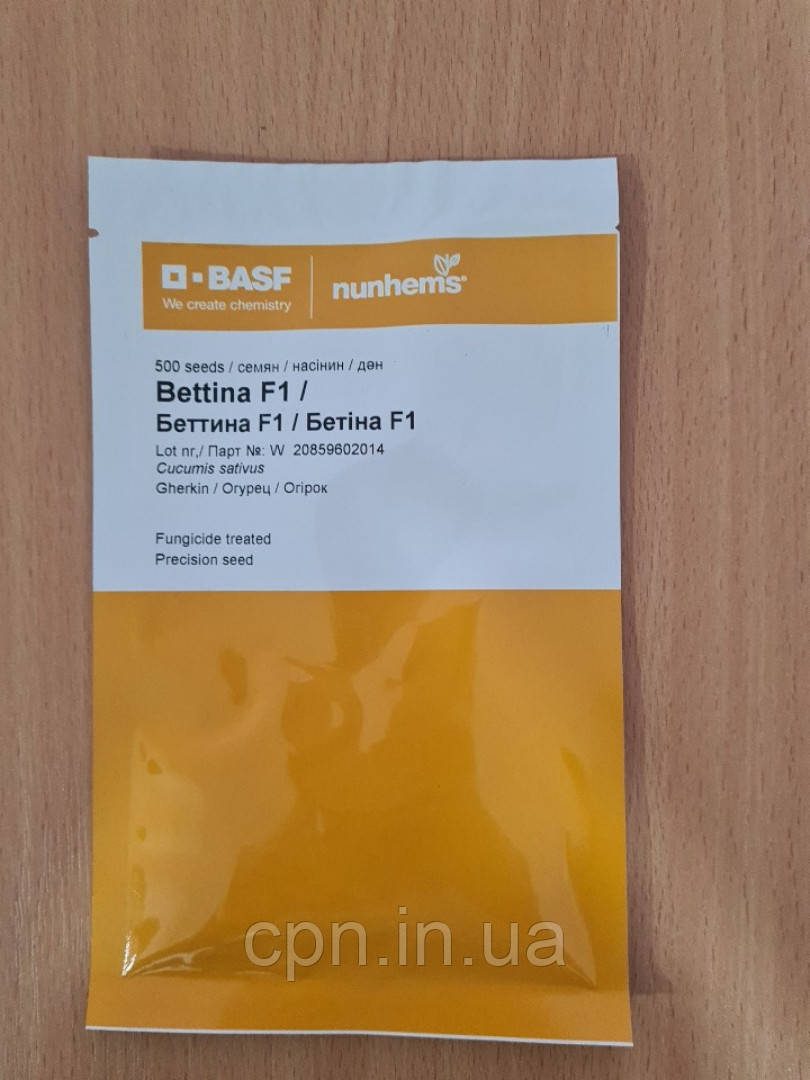 BASF
We create chemistry
nunhems®
500 seeds / семян / насінин / дән
Bettina F1 /
Беттина F1 / Бетіна F1
Lot nr,/ Парт №: W 20859602014
Cucumis sativus
Gherkin / Огурец / Огірок
Fungicide treated
Precision seed
cpn.in.ua